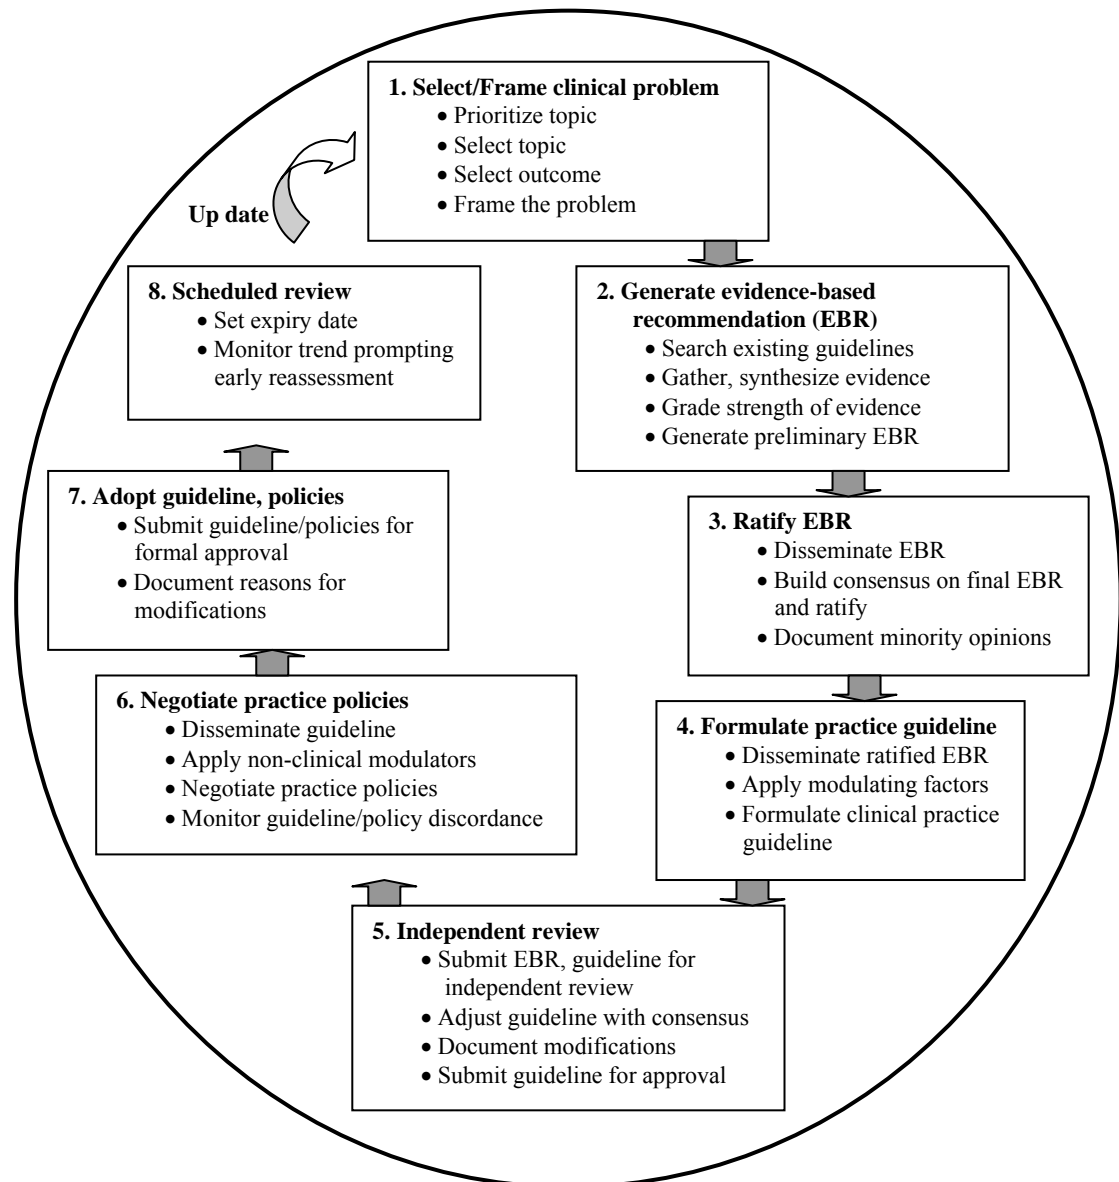 1. Select/Frame clinical problem
• Prioritize topic
• Select topic
• Select outcome
• Frame the problem
Up date
2. Generate evidence-based
recommendation (EBR)
• Search existing guidelines
• Gather, synthesize evidence
• Grade strength of evidence
• Generate preliminary EBR
3. Ratify EBR
• Disseminate EBR
• Build consensus on final EBR
and ratify
• Document minority opinions
4. Formulate practice guideline
• Disseminate ratified EBR
• Apply modulating factors
• Formulate clinical practice
guideline
5. Independent review
• Submit EBR, guideline for
independent review
• Adjust guideline with consensus
• Document modifications
• Submit guideline for approval
6. Negotiate practice policies
• Disseminate guideline
• Apply non-clinical modulators
• Negotiate practice policies
• Monitor guideline/policy discordance
7. Adopt guideline, policies
• Submit guideline/policies for
formal approval
• Document reasons for
modifications
8. Scheduled review
• Set expiry date
• Monitor trend prompting
early reassessment